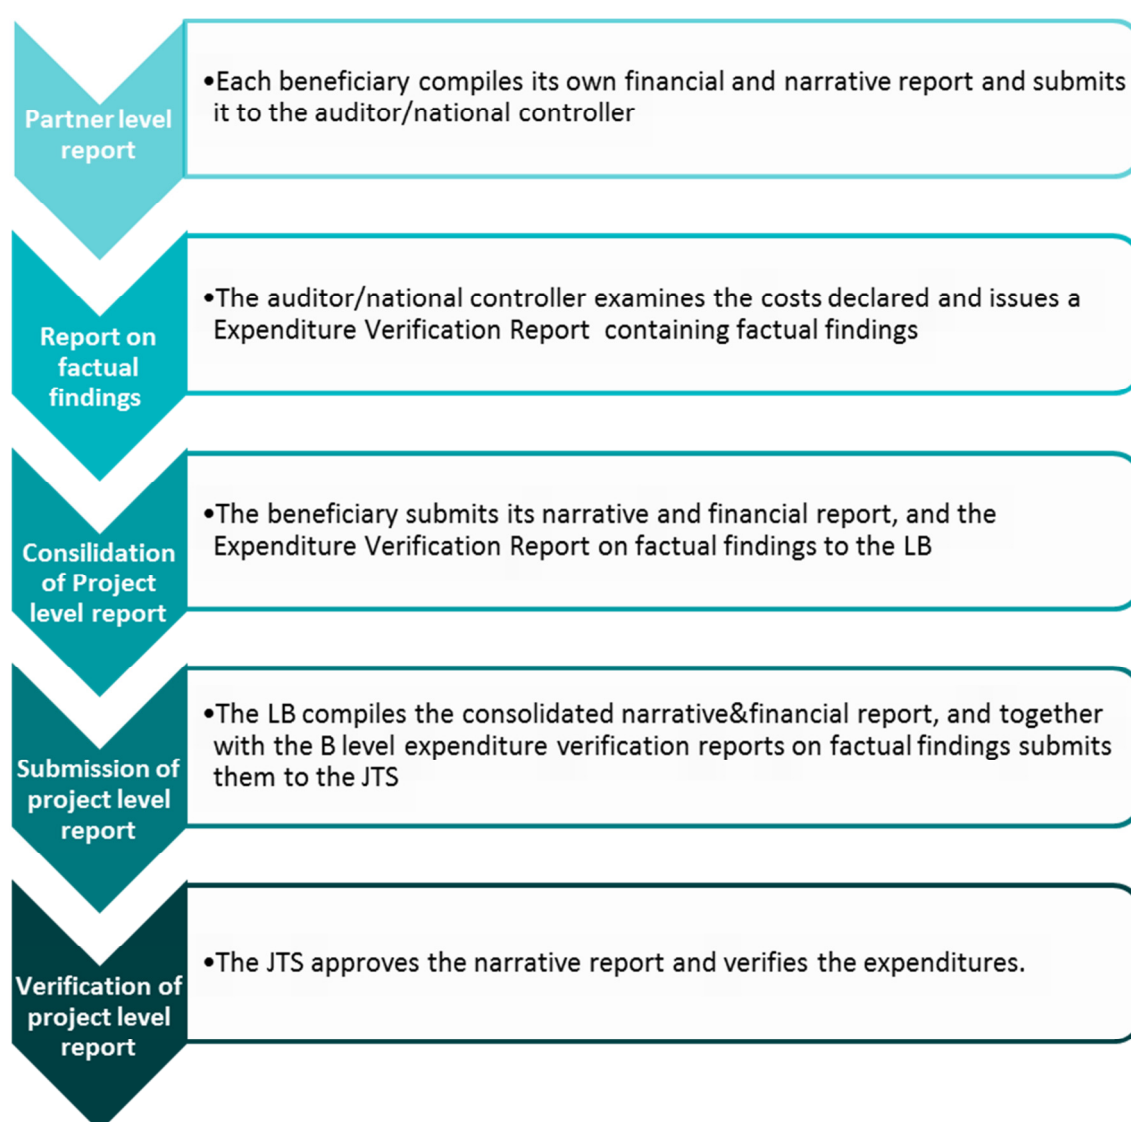 Partner level
report
•Each beneficiary compiles its own financial and narrative report and submits
it to the auditor/national controller
Report on
factual
findings
•The auditor/national controller examines the costs declared and issues a
Expenditure Verification Report  containing factual findings
Consilidation
of Project
level report
•The beneficiary submits its narrative and financial report, and the
Expenditure Verification Report on factual findings to the LB
Submission of
project level
report
•The LB compiles the consolidated narrative&financial report, and together
with the B level expenditure verification reports on factual findings submits
them to the JTS
Verification of
project level
report
•The JTS approves the narrative report and verifies the expenditures.